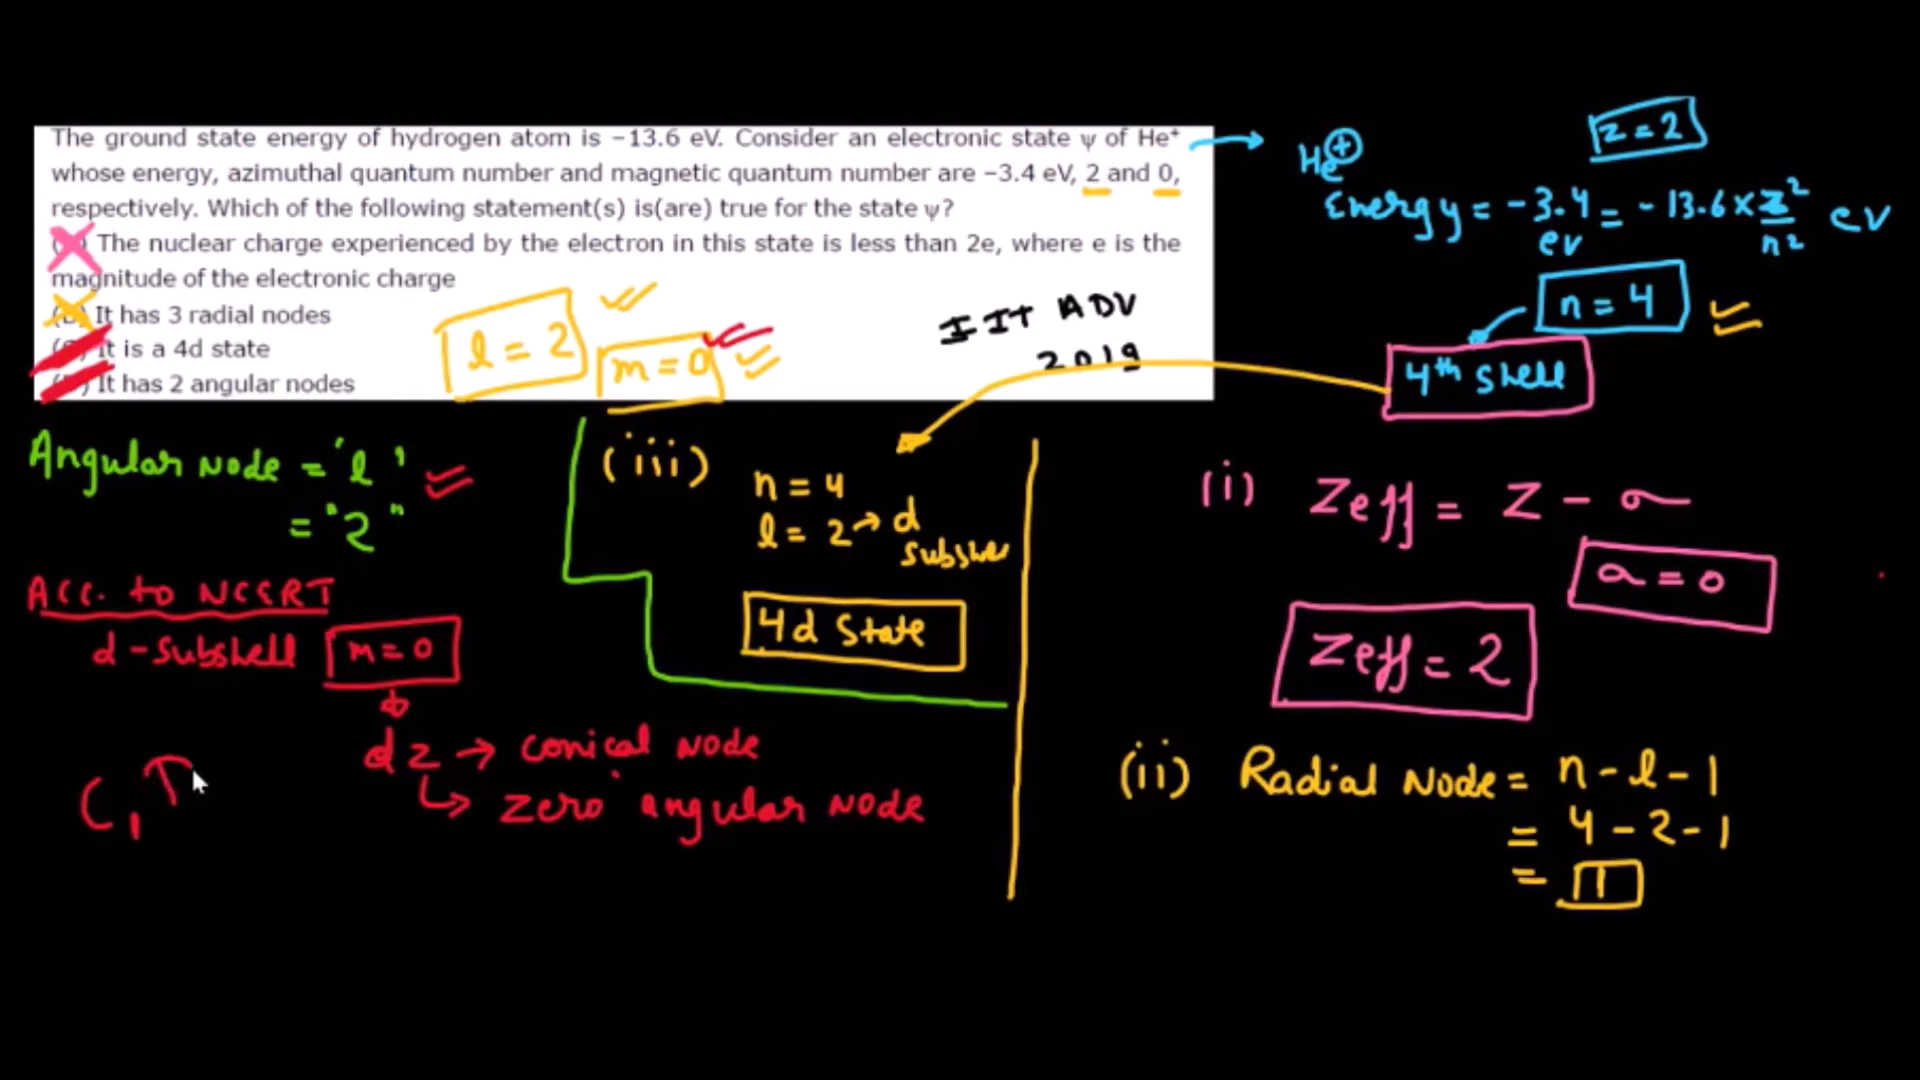 The ground state energy of hydrogen atom is −13.6 eV. Consider an electronic state ψ of He⁺
whose energy, azimuthal quantum number and magnetic quantum number are −3.4 eV, 2 and 0,
respectively. Which of the following statement(s) is(are) true for the state ψ?
The nuclear charge experienced by the electron in this state is less than 2e, where e is the
magnitude of the electronic charge
It has 3 radial nodes
It is a 4d state
It has 2 angular nodes
l = 2
m = 0
IIT ADV
2019
He⊕
z = 2
Energy = -3.4 = -13.6 × z²/n² eV
eV
n = 4
4th Shell
Angular Node = 'l'
= "2"
ACC. to NCERT
d - Subshell m = 0
dz → conical Node
↳ Zero angular Node
C,
(iii)
n = 4
l = 2 → d
4d State
(i) Zeff = Z - σ
σ = 0
Zeff = 2
(ii) Radial Node = n - l - 1
= 4 - 2 - 1
= 1